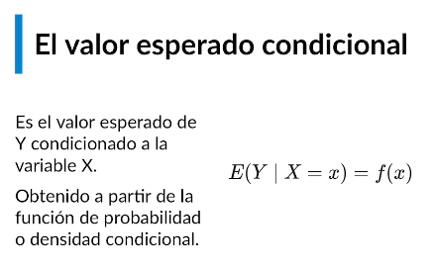 El valor esperado condicional
Es el valor esperado de
Y condicionado a la
variable X.
E(Y | X = x) = f(x)
Obtenido a partir de la
función de probabilidad
o densidad condicional.